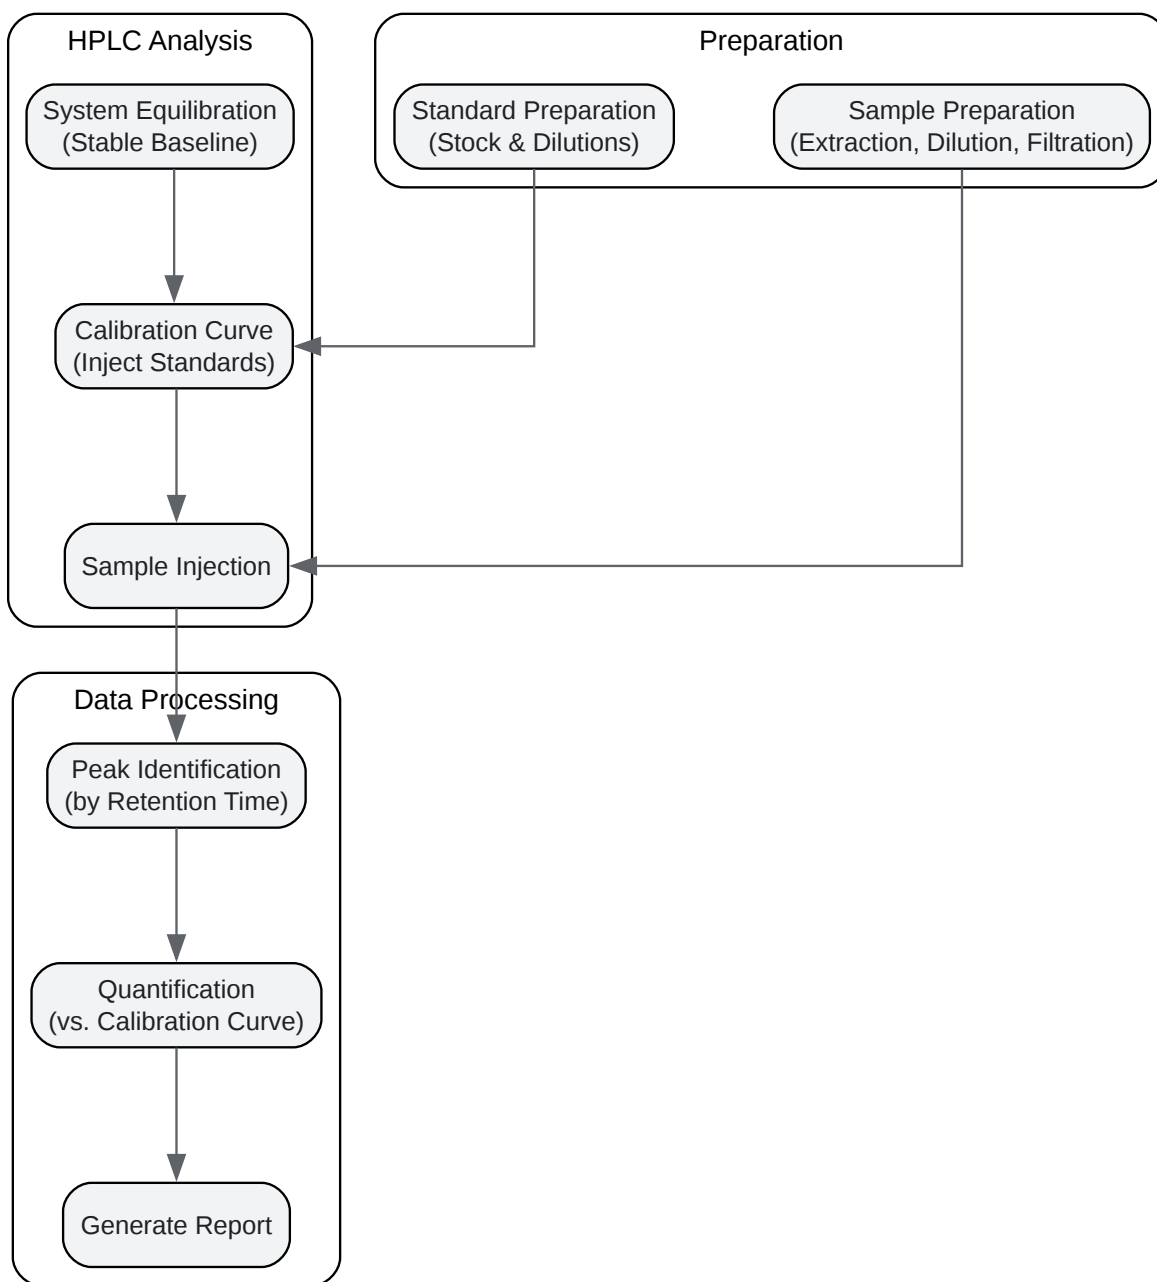 HPLC Analysis
System Equilibration
(Stable Baseline)
Calibration Curve
(Inject Standards)
Sample Injection
Preparation
Standard Preparation
(Stock & Dilutions)
Sample Preparation
(Extraction, Dilution, Filtration)
Data Processing
Peak Identification
(by Retention Time)
Quantification
(vs. Calibration Curve)
Generate Report